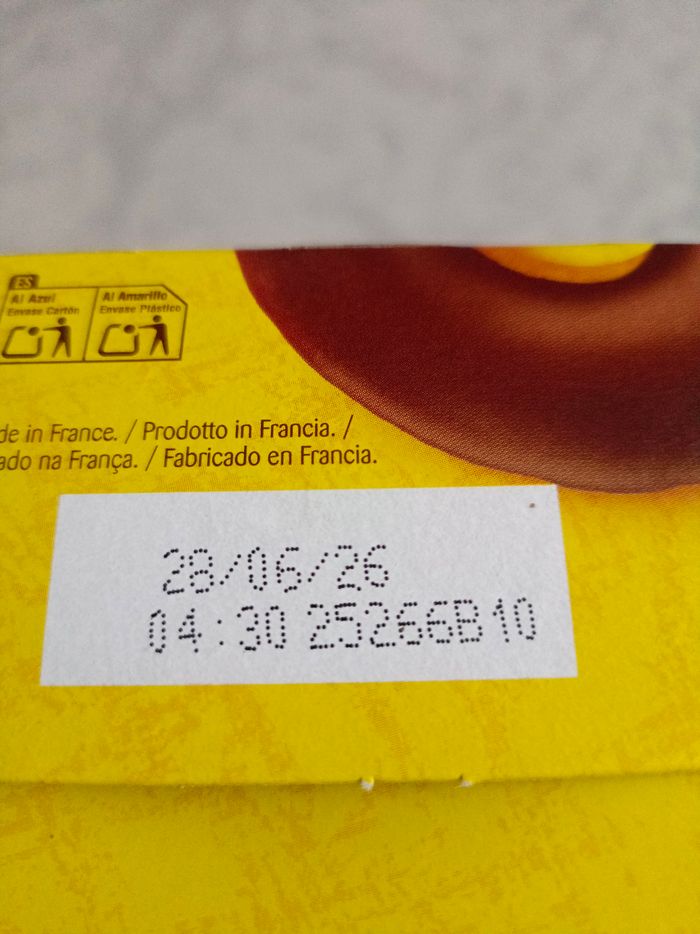 ES
Al Azul
Envase Cartón
Al Amarillo
Envase Plástico
de in France. / Prodotto in Francia. /
ado na França. / Fabricado en Francia.
28/06/26
04:30 25266B10